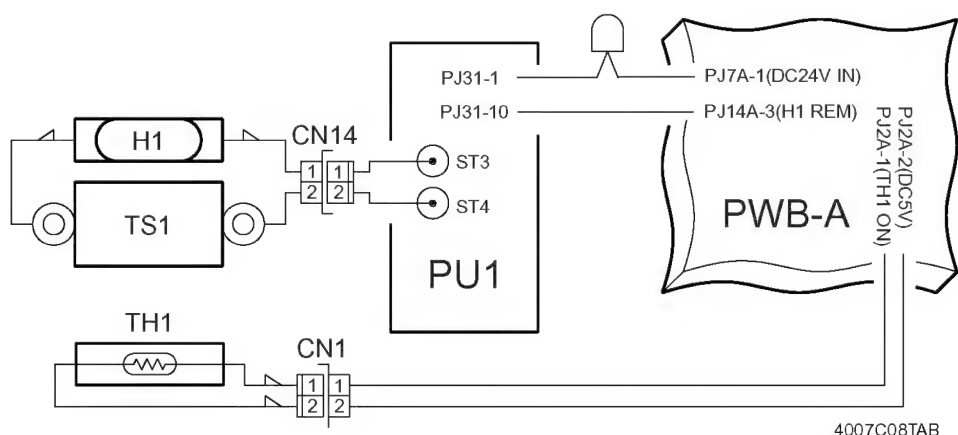 PJ31-1
PJ7A-1(DC24V IN)
PJ31-10
PJ14A-3(H1 REM)
H1
CN14
1 1
2 2
ST3
ST4
TS1
PU1
PWB-A
PJ2A-2(DC5V)
PJ2A-1(TH1 ON)
TH1
CN1
1 1
2 2
4007C08TAB